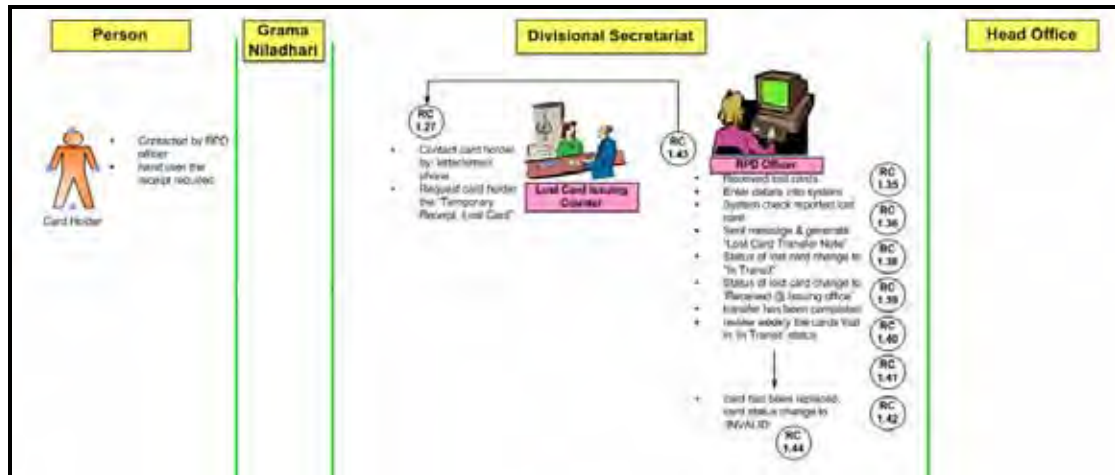 Person
Grama
Niladhari
Divisional Secretariat
Head Office
• Contacted by RPD
officer
• hand over the
receipt required
Card Holder
RC
1.27
• Contact card holder
by phone
• Request card holder
the "Temporary
Receipt, Lost Card"
Lost Card Issuing
Counter
RC
1.43
RPD Officer
• Received lost cards
• Enter details into system
• System check reported lost
card
• Sent message & generate
"Lost Card Transfer Note"
• Status of lost card change to
"In Transit"
• Status of lost card change to
"Received @ Issuing office"
• transfer has been completed
• review weekly the cards that
in 'In Transit' status
RC
1.35
RC
1.36
RC
1.38
RC
1.39
RC
1.40
RC
1.41
RC
1.42
• card has been replaced,
card status change to
'INVALID'
RC
1.44